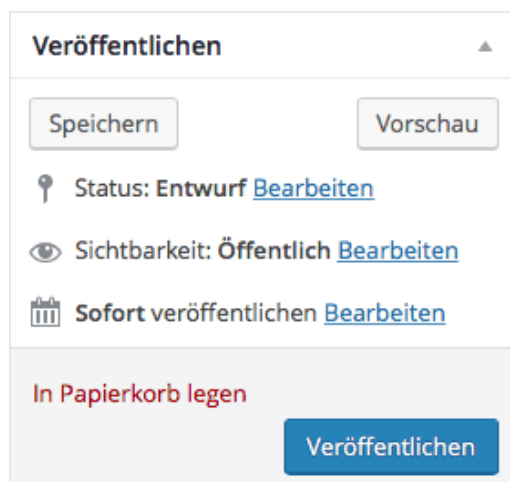 Veröffentlichen
Speichern Vorschau
Status: Entwurf Bearbeiten
Sichtbarkeit: Öffentlich Bearbeiten
Sofort veröffentlichen Bearbeiten
In Papierkorb legen
Veröffentlichen